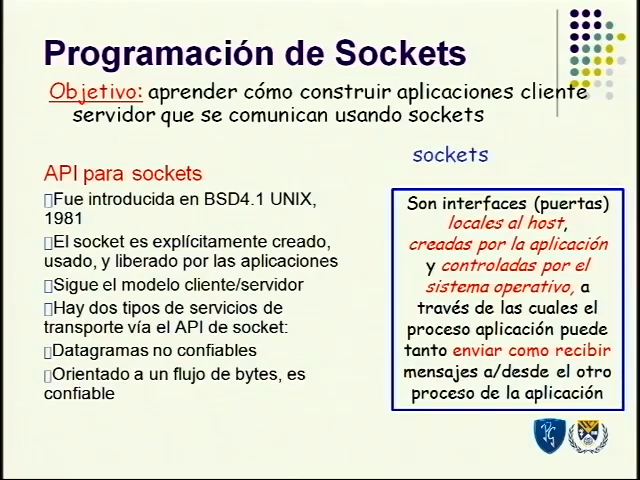 Programación de Sockets
Objetivo: aprender cómo construir aplicaciones cliente
servidor que se comunican usando sockets
API para sockets
Fue introducida en BSD4.1 UNIX,
1981
El socket es explícitamente creado,
usado, y liberado por las aplicaciones
Sigue el modelo cliente/servidor
Hay dos tipos de servicios de
transporte vía el API de socket:
Datagramas no confiables
Orientado a un flujo de bytes, es
confiable
sockets
Son interfaces (puertas)
locales al host,
creadas por la aplicación
y controladas por el
sistema operativo, a
través de las cuales el
proceso aplicación puede
tanto enviar como recibir
mensajes a/desde el otro
proceso de la aplicación